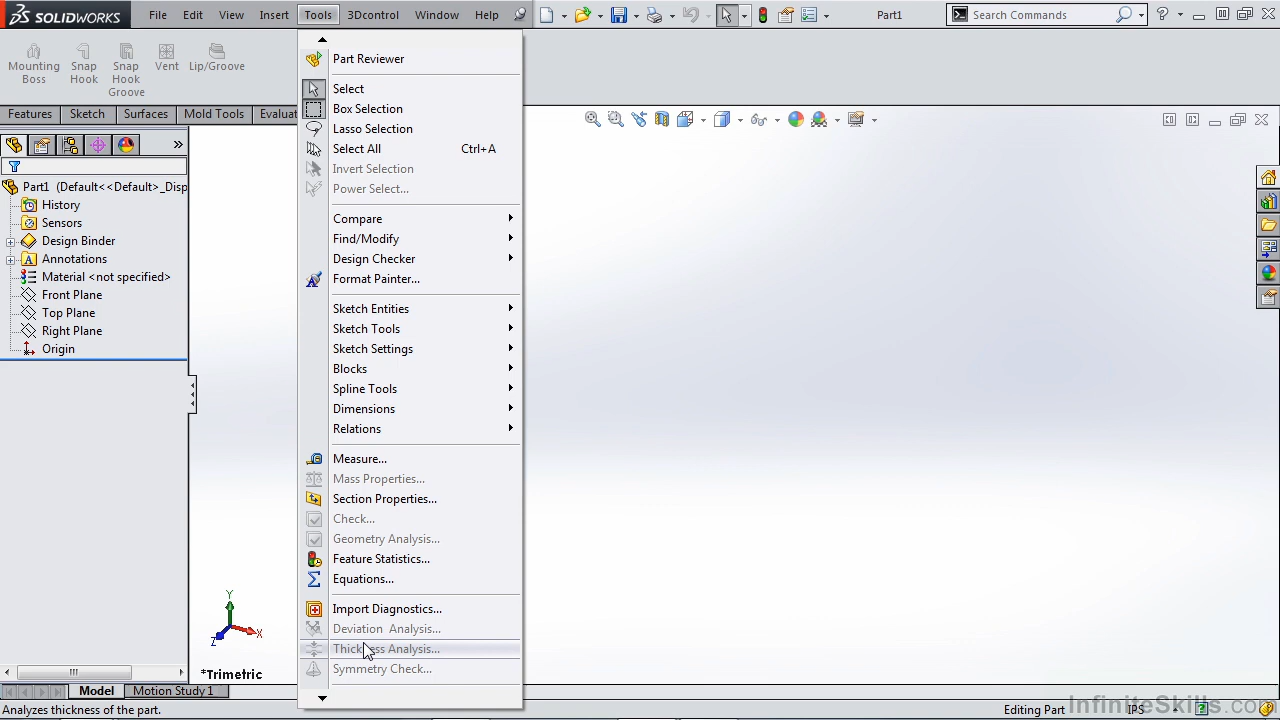 SOLIDWORKS File Edit View Insert Tools 3Dcontrol Window Help Part1 Search Commands
Mounting Boss Snap Hook Snap Hook Groove Vent Lip/Groove
Features Sketch Surfaces Mold Tools Evaluat
Part1 (Default<<Default>_Disp
History
Sensors
Design Binder
Annotations
Material <not specified>
Front Plane
Top Plane
Right Plane
Origin
Part Reviewer
Select
Box Selection
Lasso Selection
Select All Ctrl+A
Invert Selection
Power Select...
Compare
Find/Modify
Design Checker
Format Painter...
Sketch Entities
Sketch Tools
Sketch Settings
Blocks
Spline Tools
Dimensions
Relations
Measure...
Mass Properties...
Section Properties...
Check...
Geometry Analysis...
Feature Statistics...
Equations...
Import Diagnostics...
Deviation Analysis...
Thickness Analysis...
Symmetry Check...
Y
X
Z
*Trimetric
Model Motion Study 1
Analyzes thickness of the part. Editing Part IPS
InfiniteSkills.com